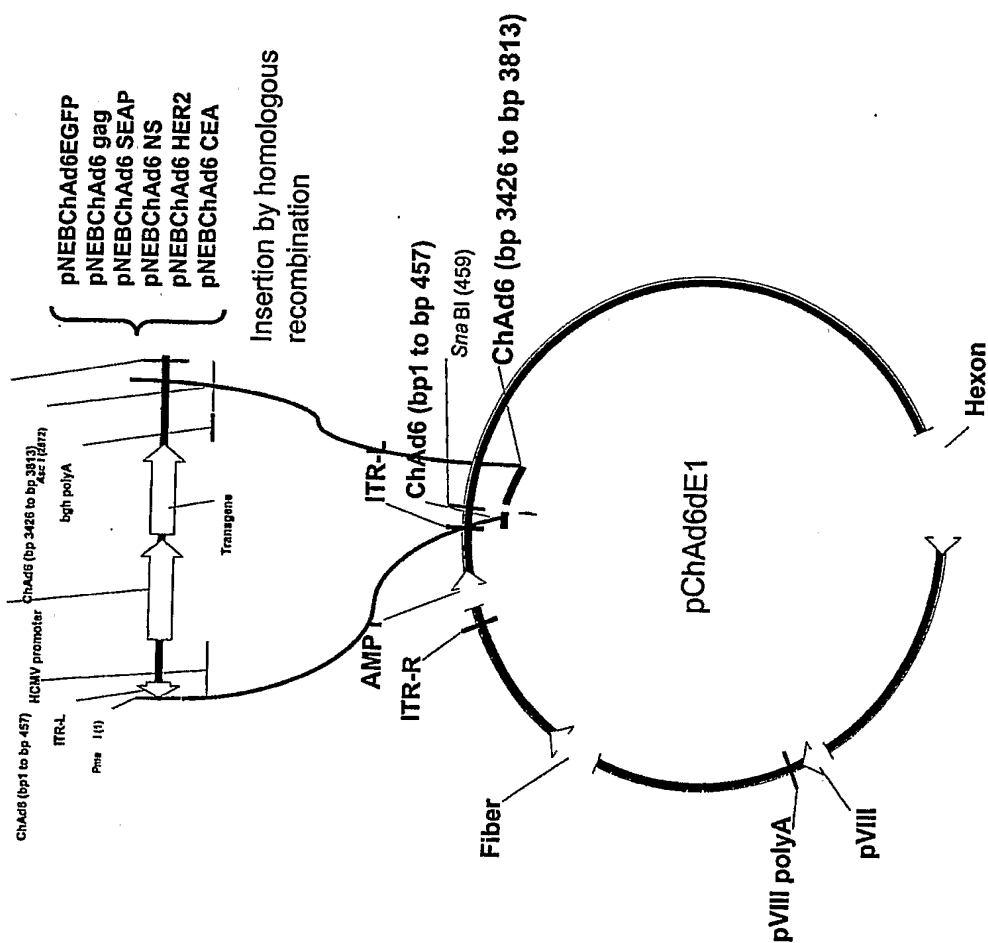 ChAd6 (bp1 to bp 457)
ITR-L
Pme I (1)
HCMV promoter
ChAd6 (bp 3426 to bp 3813)
Asc I (2872)
bgh polyA
Transgene
pNEBChAd6EGFP
pNEBChAd6 gag
pNEBChAd6 SEAP
pNEBChAd6 NS
pNEBChAd6 HER2
pNEBChAd6 CEA
Insertion by homologous
recombination
ITR-L
ChAd6 (bp1 to bp 457)
Sna BI (459)
ChAd6 (bp 3426 to bp 3813)
AMP
ITR-R
Fiber
pChAd6dE1
pVIII polyA
pVIII
Hexon